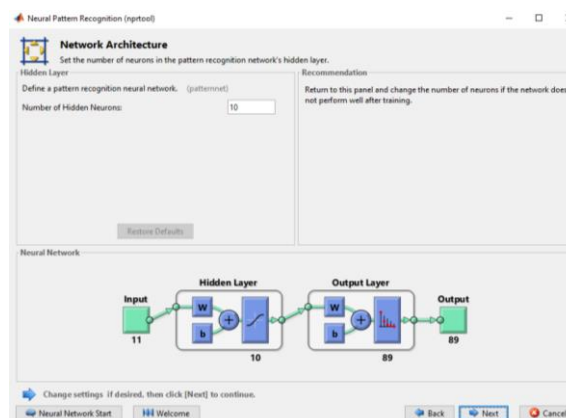 Neural Pattern Recognition (nprtool)
Network Architecture
Set the number of neurons in the pattern recognition network's hidden layer.
Hidden Layer
Define a pattern recognition neural network. (patternnet)
Number of Hidden Neurons: 10
Restore Defaults
Recommendation
Return to this panel and change the number of neurons if the network does
not perform well after training.
Neural Network
Hidden Layer
Output Layer
Input
W
b
+
W
b
+
Output
11
10
89
89
Change settings if desired, then click [Next] to continue.
Neural Network Start
Welcome
Back
Next
Cancel